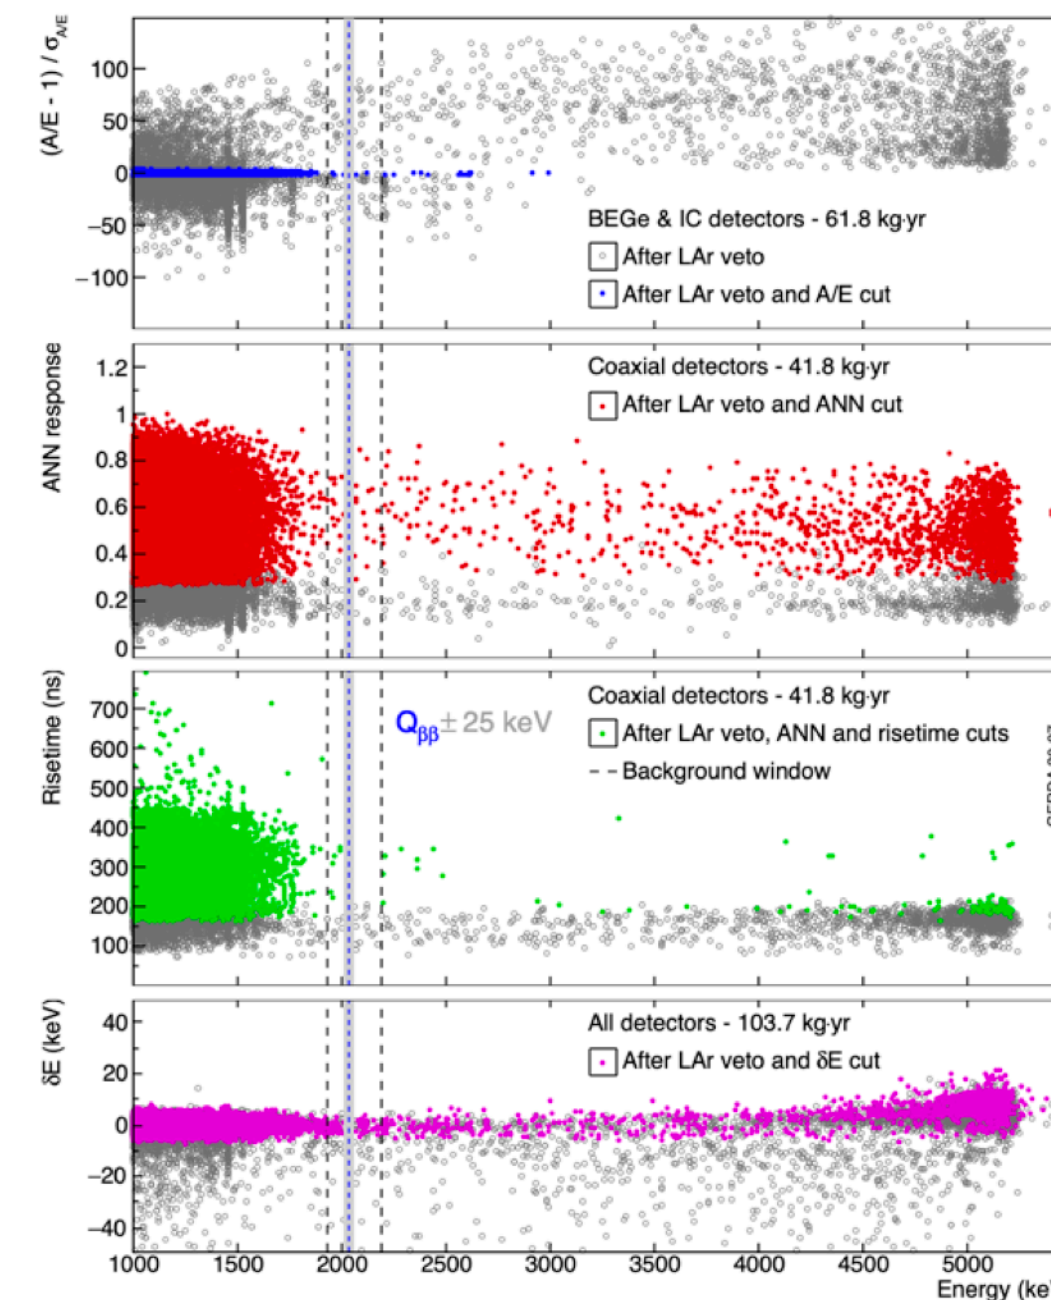 (A/E - 1) / σA/E
100
50
0
−50
−100
BEGe & IC detectors - 61.8 kg·yr
After LAr veto
After LAr veto and A/E cut
ANN response
1.2
1
0.8
0.6
0.4
0.2
0
Coaxial detectors - 41.8 kg·yr
After LAr veto and ANN cut
Risetime (ns)
700
600
500
400
300
200
100
Qββ ± 25 keV
Coaxial detectors - 41.8 kg·yr
After LAr veto, ANN and risetime cuts
Background window
δE (keV)
40
20
0
−20
−40
All detectors - 103.7 kg·yr
After LAr veto and δE cut
1000 1500 2000 2500 3000 3500 4000 4500 5000
Energy (ke